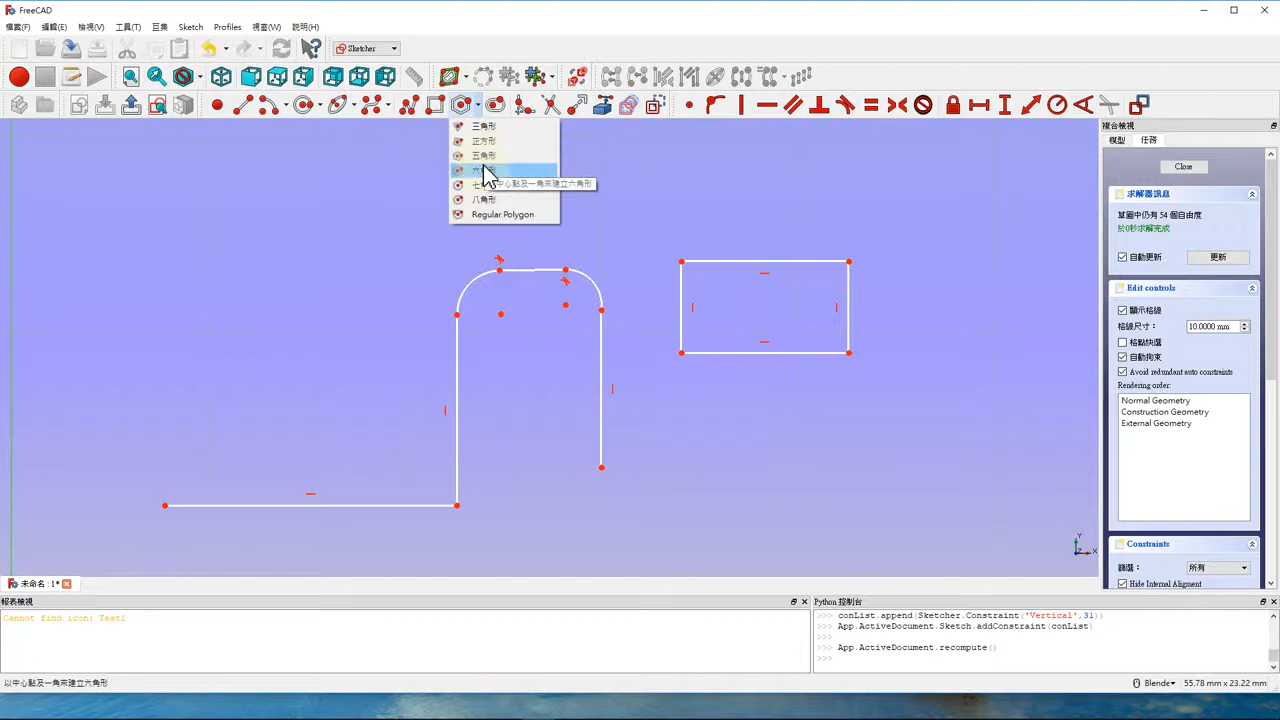 FreeCAD
檔案(F) 編輯(E) 檢視(V) 工具(T) 巨集 Sketch Profiles 視窗(W) 說明(H)
Sketcher
三角形
正方形
五角形
六
中心點及一角來建立六角形
七
八角形
Regular Polygon
複合檢視
模型 任務
Close
求解器訊息
草圖中仍有 54 個自由度
於0秒求解完成
自動更新 更新
Edit controls
顯示格線
格線尺寸: 10.0000 mm
格點快選
自動拘束
Avoid redundant auto constraints
Rendering order:
Normal Geometry
Construction Geometry
External Geometry
Constraints
篩選: 所有
Hide Internal Alignment
Y
Z X
未命名 : 1*
報表檢視
Cannot find icon: Test1
Python 控制台
>>> conList.append(Sketcher.Constraint('Vertical',31))
>>> App.ActiveDocument.Sketch.addConstraint(conList)
>>>
>>> App.ActiveDocument.recompute()
>>>
以中心點及一角來建立六角形
Blende 55.78 mm x 23.22 mm